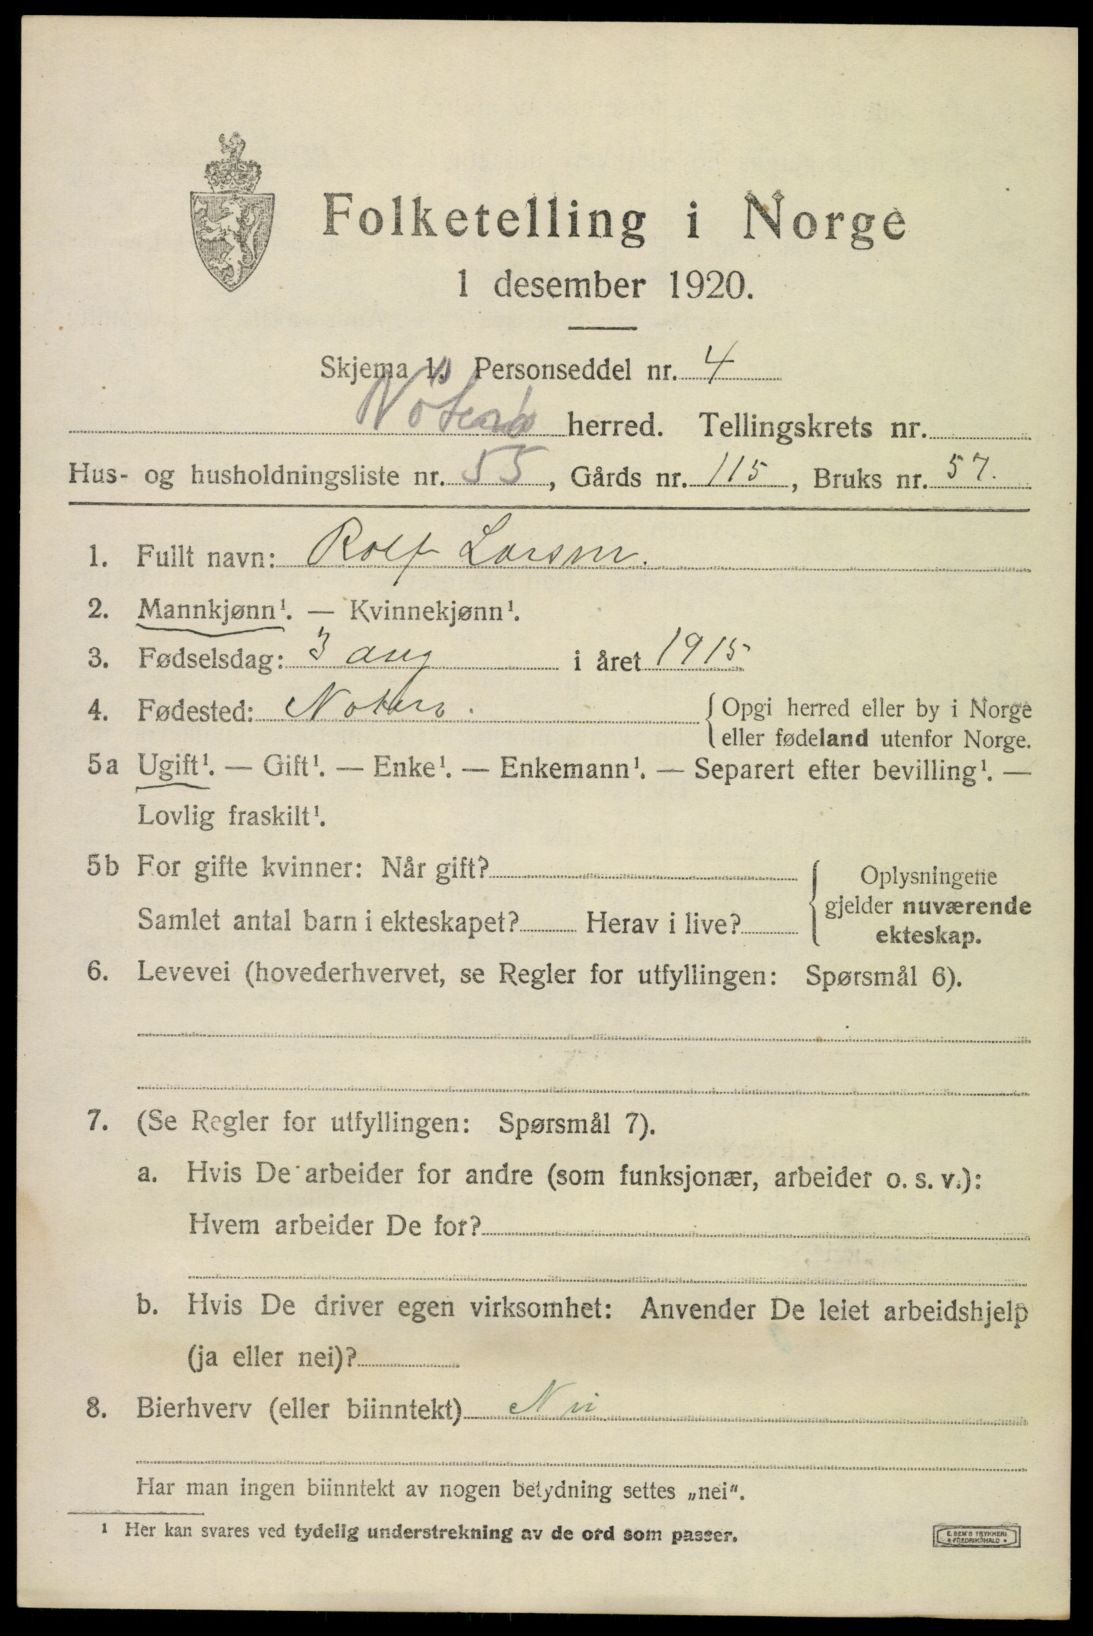 Folketelling i Norge
1 desember 1920.
Skjema 1. Personseddel nr. 4
Nøterø herred. Tellingskrets nr.
Hus- og husholdningsliste nr. 55, Gårds nr. 115, Bruks nr. 57.
1. Fullt navn: Rolf Larsen.
2. Mannkjønn¹. — Kvinnekjønn¹.
3. Fødselsdag: 3 aug i året 1915
4. Fødested: Notero. Opgi herred eller by i Norge
eller fødeland utenfor Norge.
5a Ugift¹. — Gift¹. — Enke¹. — Enkemann¹. — Separert efter bevilling¹. —
Lovlig fraskilt¹.
5b For gifte kvinner: Når gift?
Samlet antal barn i ekteskapet? Herav i live?
Oplysningene
gjelder nuværende
ekteskap.
6. Levevei (hovederhvervet, se Regler for utfyllingen: Spørsmål 6).
7. (Se Regler for utfyllingen: Spørsmål 7).
a. Hvis De arbeider for andre (som funksjonær, arbeider o. s. v.):
Hvem arbeider De for?
b. Hvis De driver egen virksomhet: Anvender De leiet arbeidshjelp
(ja eller nei)?
8. Bierhverv (eller biinntekt) Nei
Har man ingen biinntekt av nogen betydning settes „nei".
¹ Her kan svares ved tydelig understrekning av de ord som passer.
E. SEM'S TRYKKERI
FREDRIKSHALD